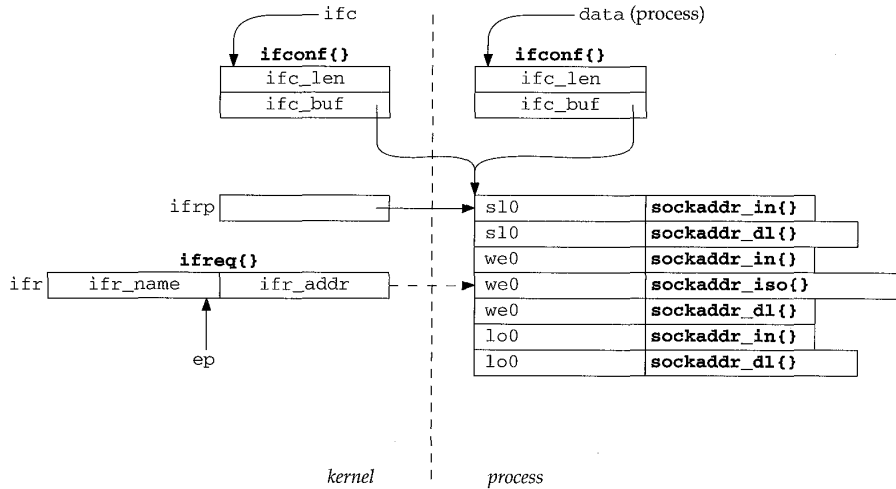 ifc
data (process)
ifconf{}
ifconf{}
ifc_len
ifc_len
ifc_buf
ifc_buf
ifrp
sl0 sockaddr_in{}
sl0 sockaddr_dl{}
ifreq{}
we0 sockaddr_in{}
ifr ifr_name ifr_addr
we0 sockaddr_iso{}
we0 sockaddr_dl{}
lo0 sockaddr_in{}
ep
lo0 sockaddr_dl{}
kernel
process